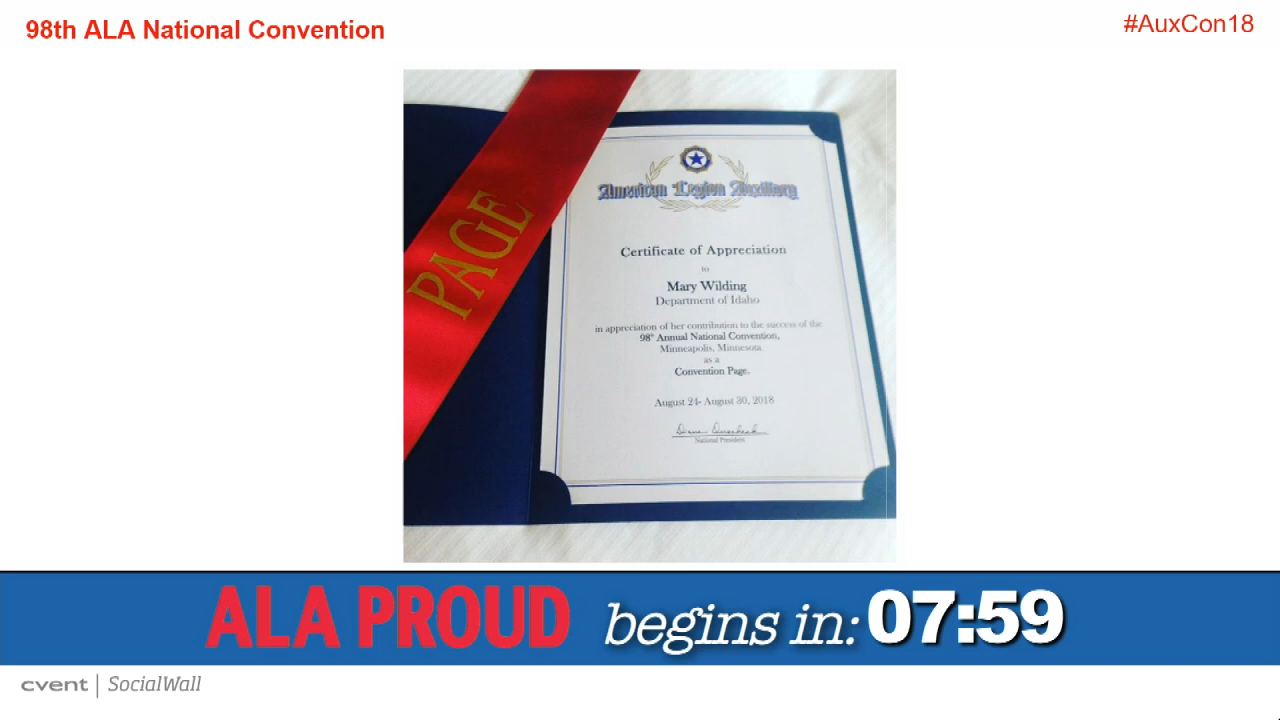 98th ALA National Convention
#AuxCon18
PAGE
American Legion Auxiliary
Certificate of Appreciation
to
Mary Wilding
Department of Idaho
in appreciation of her contribution to the success of the
98th Annual National Convention,
Minneapolis, Minnesota
as a
Convention Page.
August 24- August 30, 2018
National President
ALA PROUD begins in: 07:59
cvent | SocialWall